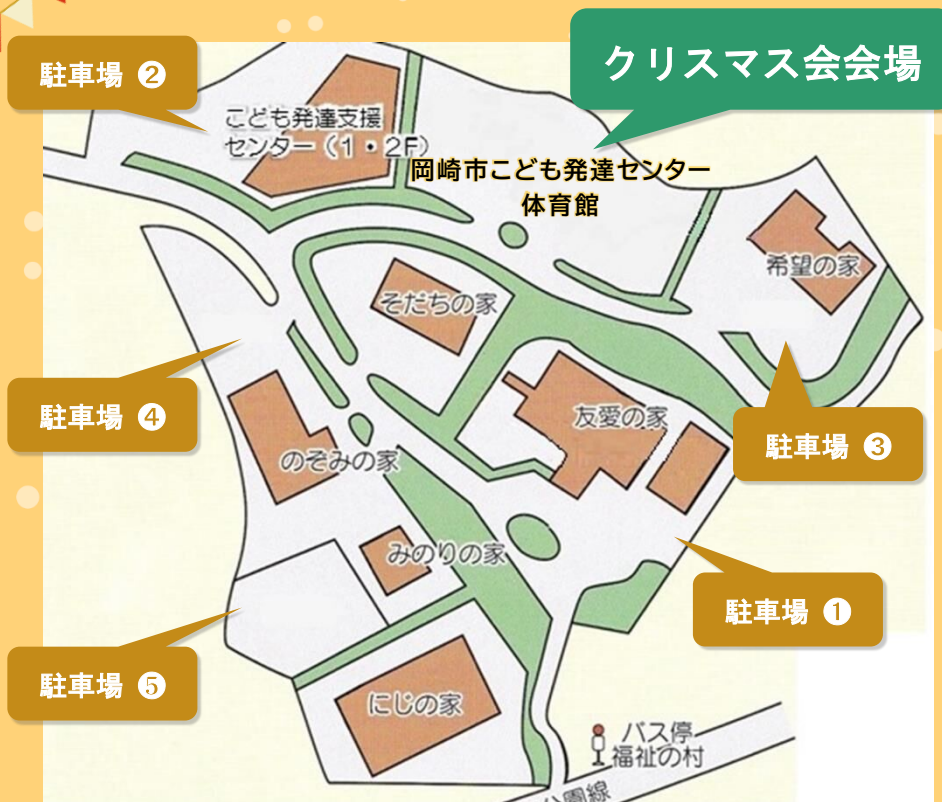 クリスマス会会場
駐車場 ❷
こども発達支援
センター（1・2F）
岡崎市こども発達センター
体育館
希望の家
そだちの家
駐車場 ❹
友愛の家
駐車場 ❸
のぞみの家
みのりの家
駐車場 ❶
駐車場 ❺
にじの家
バス停
福祉の村
公園線